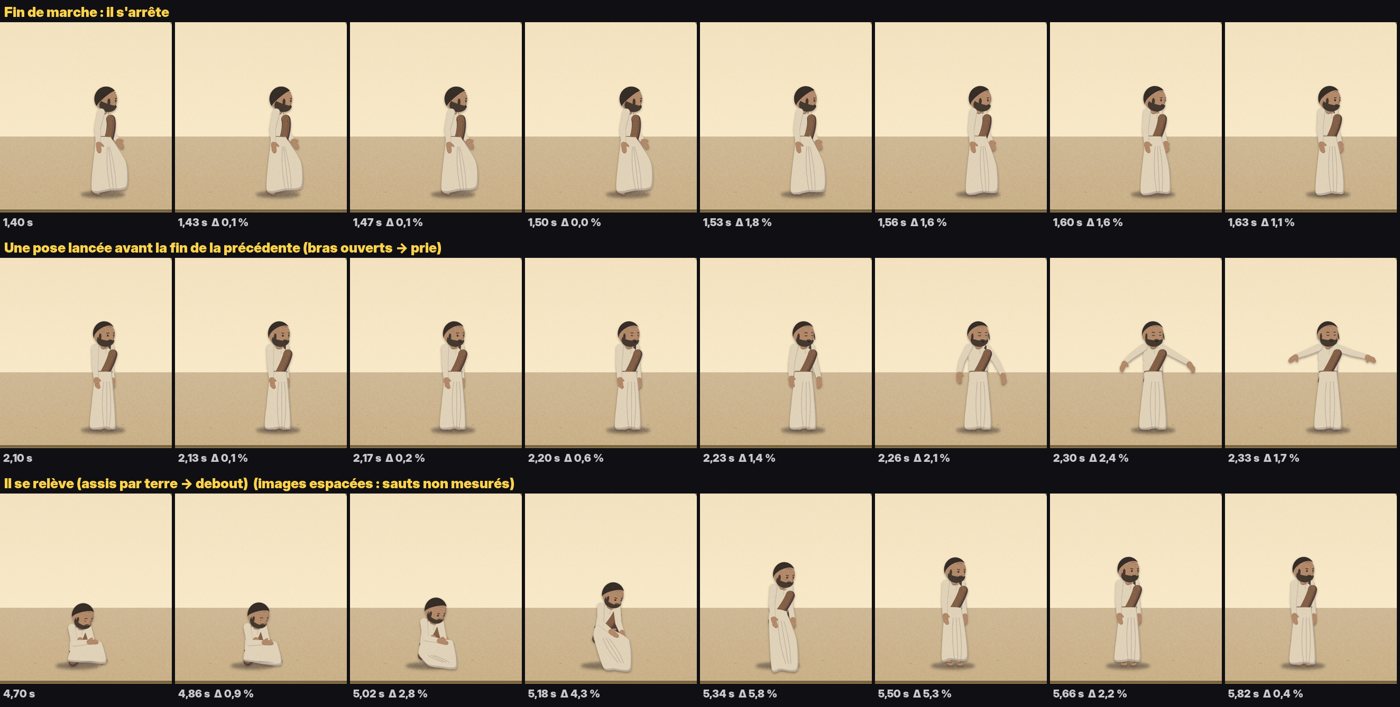 Fin de marche : il s'arrête
1,40 s
1,43 s Δ 0,1 %
1,47 s Δ 0,1 %
1,50 s Δ 0,0 %
1,53 s Δ 1,8 %
1,56 s Δ 1,6 %
1,60 s Δ 1,6 %
1,63 s Δ 1,1 %
Une pose lancée avant la fin de la précédente (bras ouverts → prie)
2,10 s
2,13 s Δ 0,1 %
2,17 s Δ 0,2 %
2,20 s Δ 0,6 %
2,23 s Δ 1,4 %
2,26 s Δ 2,1 %
2,30 s Δ 2,4 %
2,33 s Δ 1,7 %
Il se relève (assis par terre → debout) (images espacées : sauts non mesurés)
4,70 s
4,86 s Δ 0,9 %
5,02 s Δ 2,8 %
5,18 s Δ 4,3 %
5,34 s Δ 5,8 %
5,50 s Δ 5,3 %
5,66 s Δ 2,2 %
5,82 s Δ 0,4 %